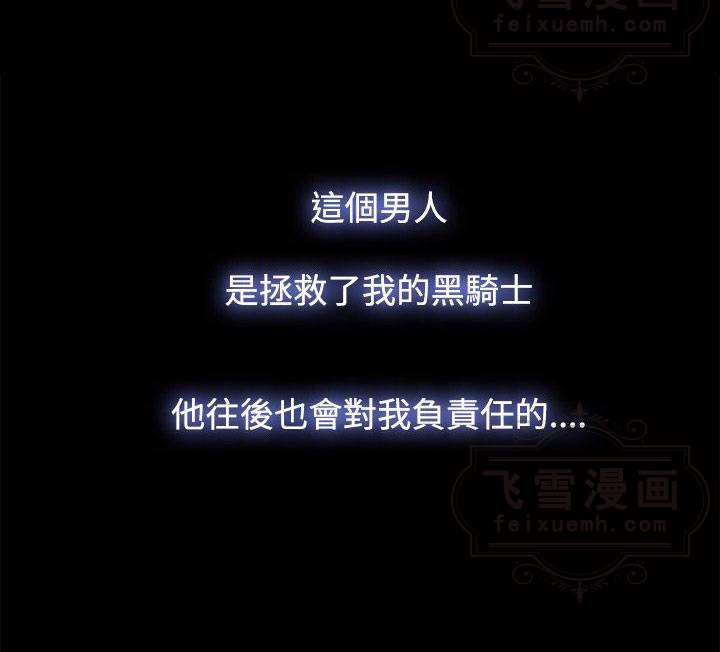 飞雪漫画
feixuemh.com
這個男人
是拯救了我的黑騎士
他往後也會對我負責任的....
飞雪漫画
feixuemh.com